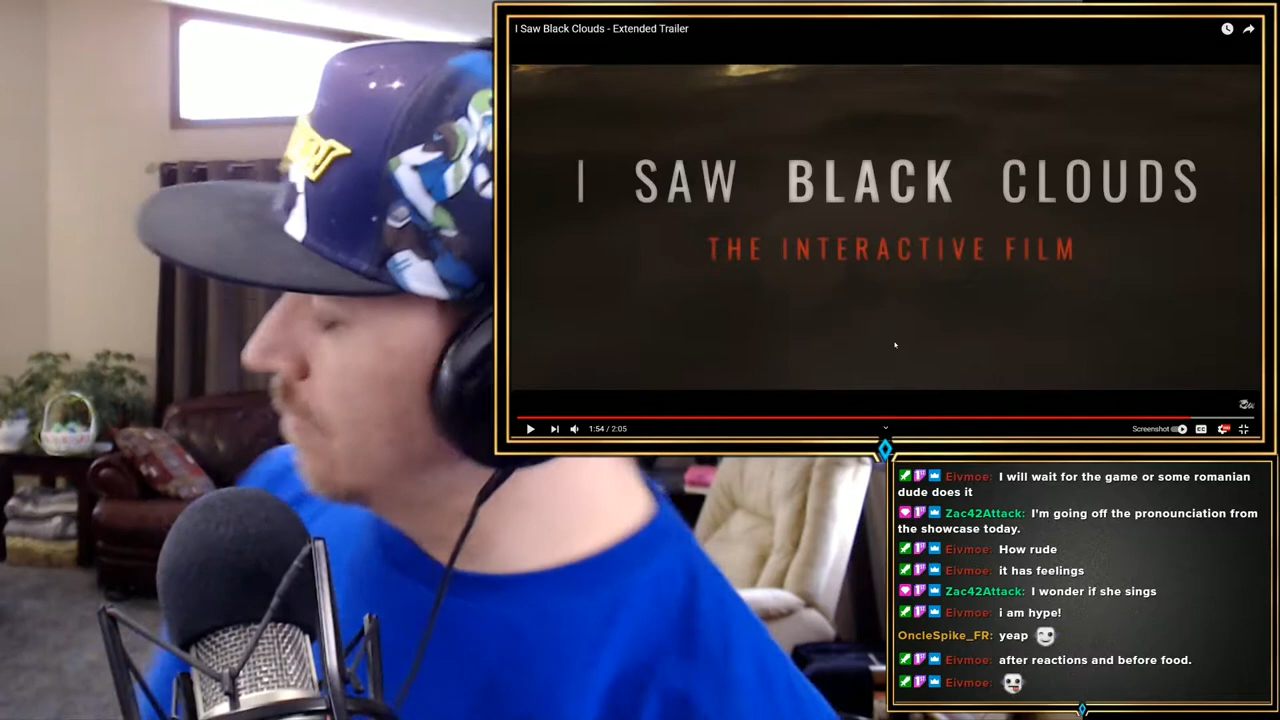 I Saw Black Clouds - Extended Trailer
I SAW BLACK CLOUDS
THE INTERACTIVE FILM
1:54 / 2:05
Screenshot
Eivmoe: I will wait for the game or some romanian
dude does it
Zac42Attack: I'm going off the pronounciation from
the showcase today.
Eivmoe: How rude
Eivmoe: it has feelings
Zac42Attack: I wonder if she sings
Eivmoe: i am hype!
OncleSpike_FR: yeap
Eivmoe: after reactions and before food.
Eivmoe: